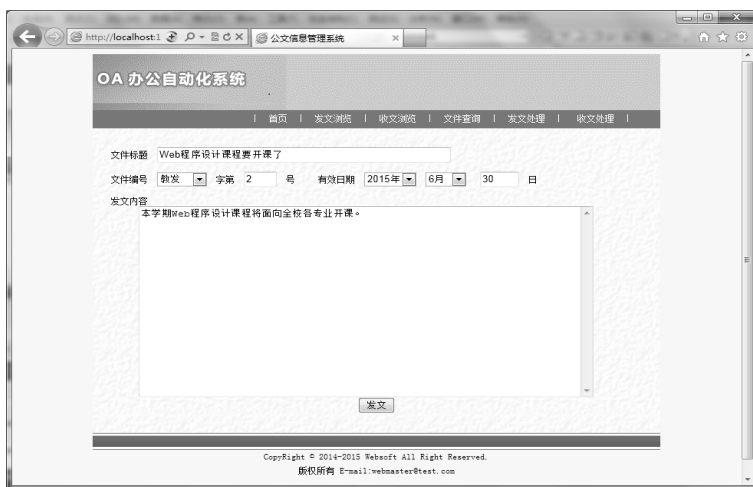 http://localhost:1
公文信息管理系统
OA 办公自动化系统
| 首页 | 发文浏览 | 收文浏览 | 文件查询 | 发文处理 | 收文处理 |
文件标题 Web程序设计课程要开课了
文件编号 教发 字第 2 号 有效日期 2015年 6月 30 日
发文内容
本学期Web程序设计课程将面向全校各专业开课。
发文
CopyRight © 2014-2015 Websoft All Right Reserved.
版权所有 E-mail:webmaster@test.com